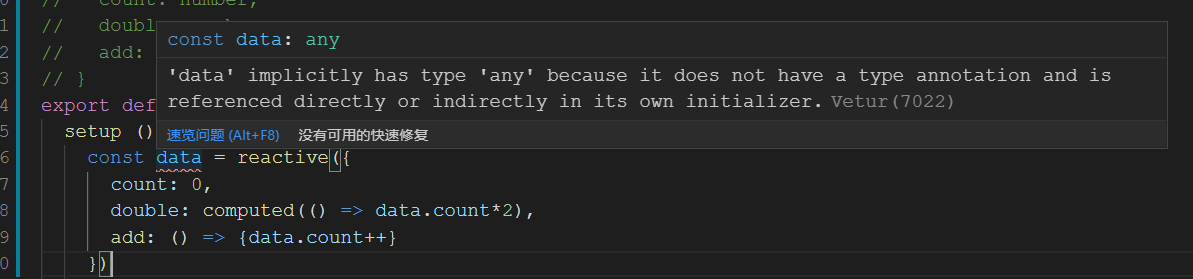 //   count: number,
1 //   double
const data: any
2 //   add:
'data' implicitly has type 'any' because it does not have a type annotation and is
3 // }
referenced directly or indirectly in its own initializer. Vetur(7022)
4 export def
5 setup ()
速览问题 (Alt+F8) 没有可用的快速修复
6 const data = reactive({
7 count: 0,
8 double: computed(() => data.count*2),
9 add: () => {data.count++}
0 })